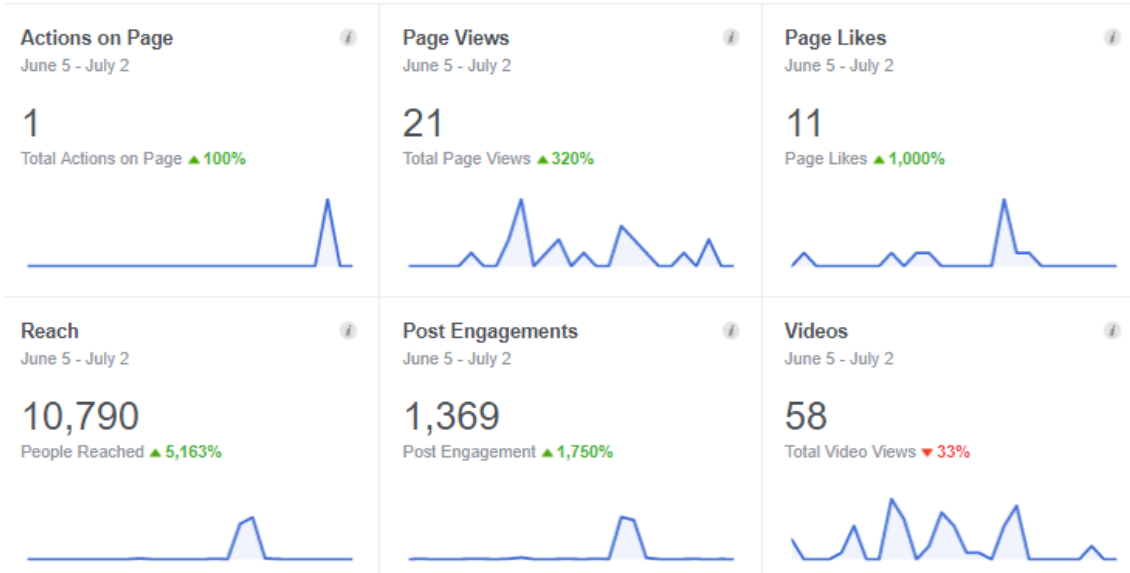 Actions on Page
June 5 - July 2
1
Total Actions on Page ▲ 100%
Page Views
June 5 - July 2
21
Total Page Views ▲ 320%
Page Likes
June 5 - July 2
11
Page Likes ▲ 1,000%
Reach
June 5 - July 2
10,790
People Reached ▲ 5,163%
Post Engagements
June 5 - July 2
1,369
Post Engagement ▲ 1,750%
Videos
June 5 - July 2
58
Total Video Views ▼ 33%